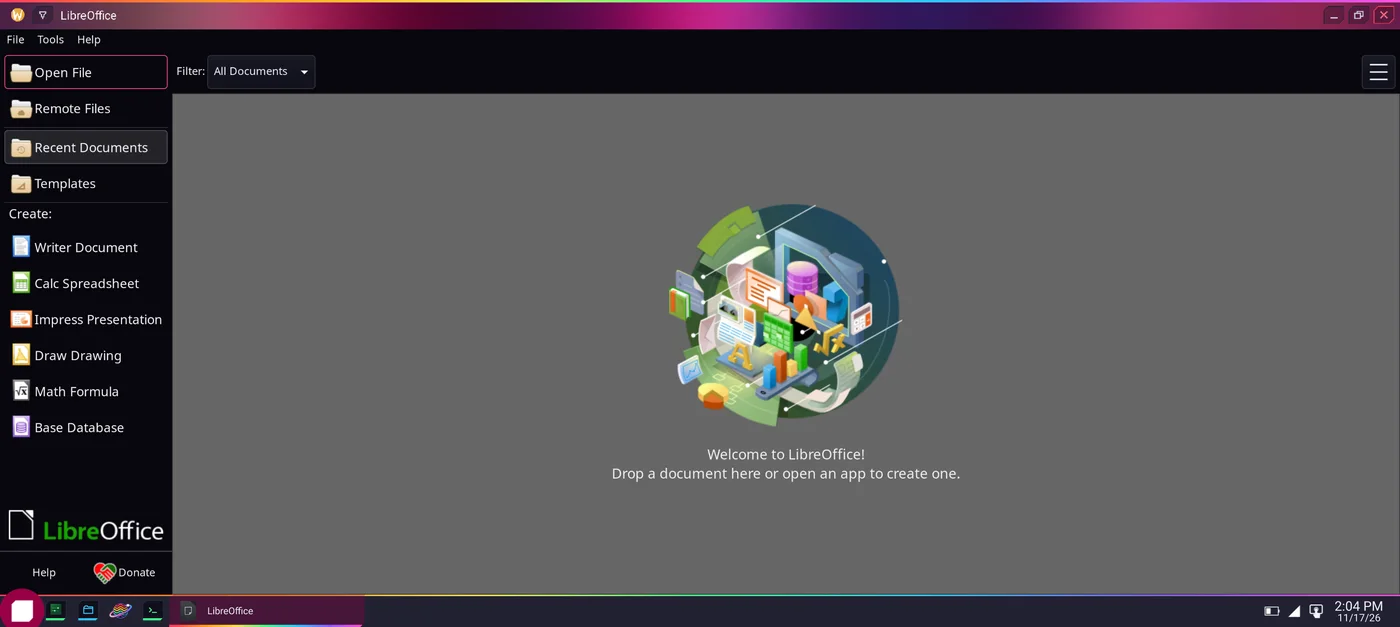 LibreOffice
File Tools Help
Open File
Filter: All Documents
Remote Files
Recent Documents
Templates
Create:
Writer Document
Calc Spreadsheet
Impress Presentation
Draw Drawing
Math Formula
Base Database
Welcome to LibreOffice!
Drop a document here or open an app to create one.
LibreOffice
Help Donate
LibreOffice
2:04 PM
11/17/26